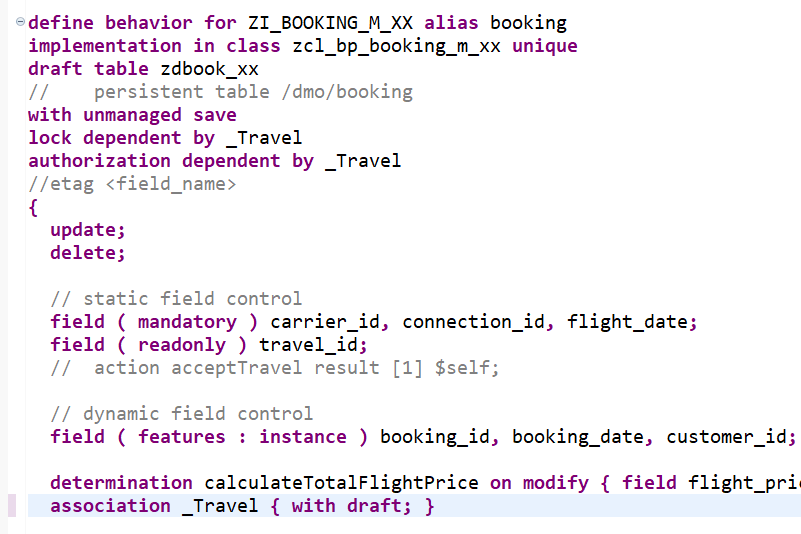 define behavior for ZI_BOOKING_M_XX alias booking
implementation in class zcl_bp_booking_m_xx unique
draft table zdbook_xx
//    persistent table /dmo/booking
with unmanaged save
lock dependent by _Travel
authorization dependent by _Travel
//etag <field_name>
{
  update;
  delete;
  // static field control
  field ( mandatory ) carrier_id, connection_id, flight_date;
  field ( readonly ) travel_id;
  //  action acceptTravel result [1] $self;
  // dynamic field control
  field ( features : instance ) booking_id, booking_date, customer_id;
  determination calculateTotalFlightPrice on modify { field
  association _Travel { with draft; }